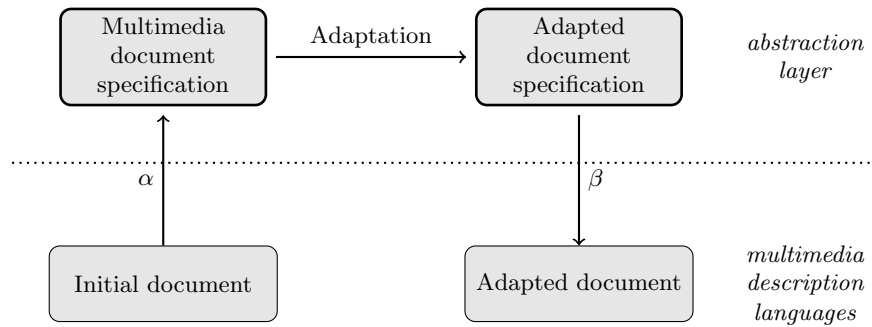 Multimedia
document
specification
Adaptation
Adapted
document
specification
abstraction
layer
α
β
Initial document
Adapted document
multimedia
description
languages